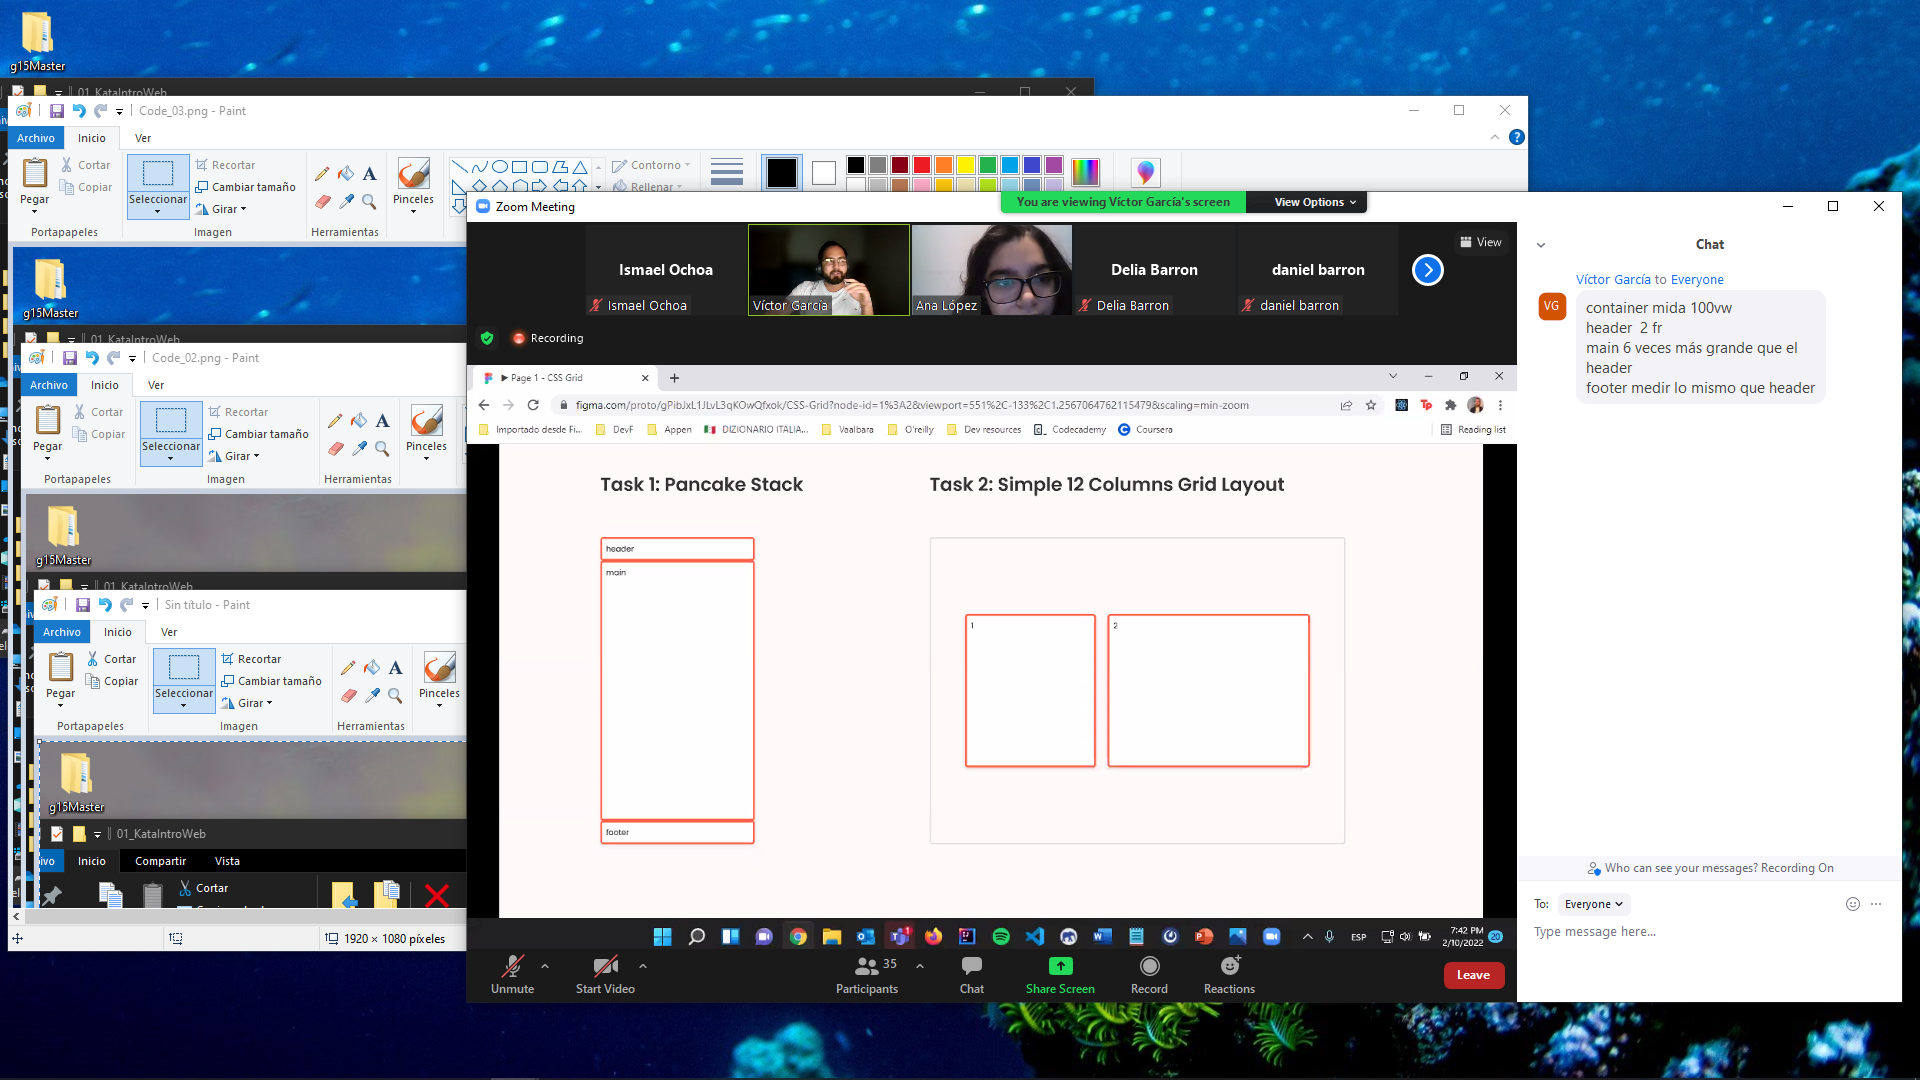 g15Master
01_KataIntroWeb
Code_03.png - Paint
Archivo
Inicio
Ver
Pegar
Cortar
Copiar
Portapapeles
Seleccionar
Recortar
Cambiar tamaño
Girar
Imagen
Herramientas
Pinceles
Contorno
Rellenar
g15Master
01_KataIntroWeb
Code_02.png - Paint
Archivo
Inicio
Ver
Pegar
Cortar
Copiar
Portapapeles
Seleccionar
Recortar
Cambiar tamaño
Girar
Imagen
Herramientas
Pinceles
g15Master
01_KataIntroWeb
Sin título - Paint
Archivo
Inicio
Ver
Pegar
Cortar
Copiar
Portapapeles
Seleccionar
Recortar
Cambiar tamaño
Girar
Imagen
Herramientas
Pinceles
g15Master
01_KataIntroWeb
Inicio
Compartir
Vista
Cortar
1920 × 1080 píxeles
Zoom Meeting
You are viewing Víctor García's screen
View Options
View
Ismael Ochoa
Ismael Ochoa
Víctor García
Ana López
Delia Barron
Delia Barron
daniel barron
daniel barron
Recording
Page 1 - CSS Grid
figma.com/proto/gPibJxL1JLvL3qKOwQfxok/CSS-Grid?node-id=1%3A2&viewport=551%2C-133%2C1.2567064762115479&scaling=min-zoom
Importado desde Fi...
DevF
Appen
DIZIONARIO ITALIA...
Vaalbara
O'reilly
Dev resources
Codecademy
Coursera
Reading list
Task 1: Pancake Stack
header
main
footer
Task 2: Simple 12 Columns Grid Layout
1
2
ESP
7:42 PM
2/10/2022
20
Unmute
Start Video
35
Participants
Chat
Share Screen
Record
Reactions
Leave
Chat
Víctor García to Everyone
VG
container mida 100vw
header 2 fr
main 6 veces más grande que el
header
footer medir lo mismo que header
Who can see your messages? Recording On
To:
Everyone
Type message here...